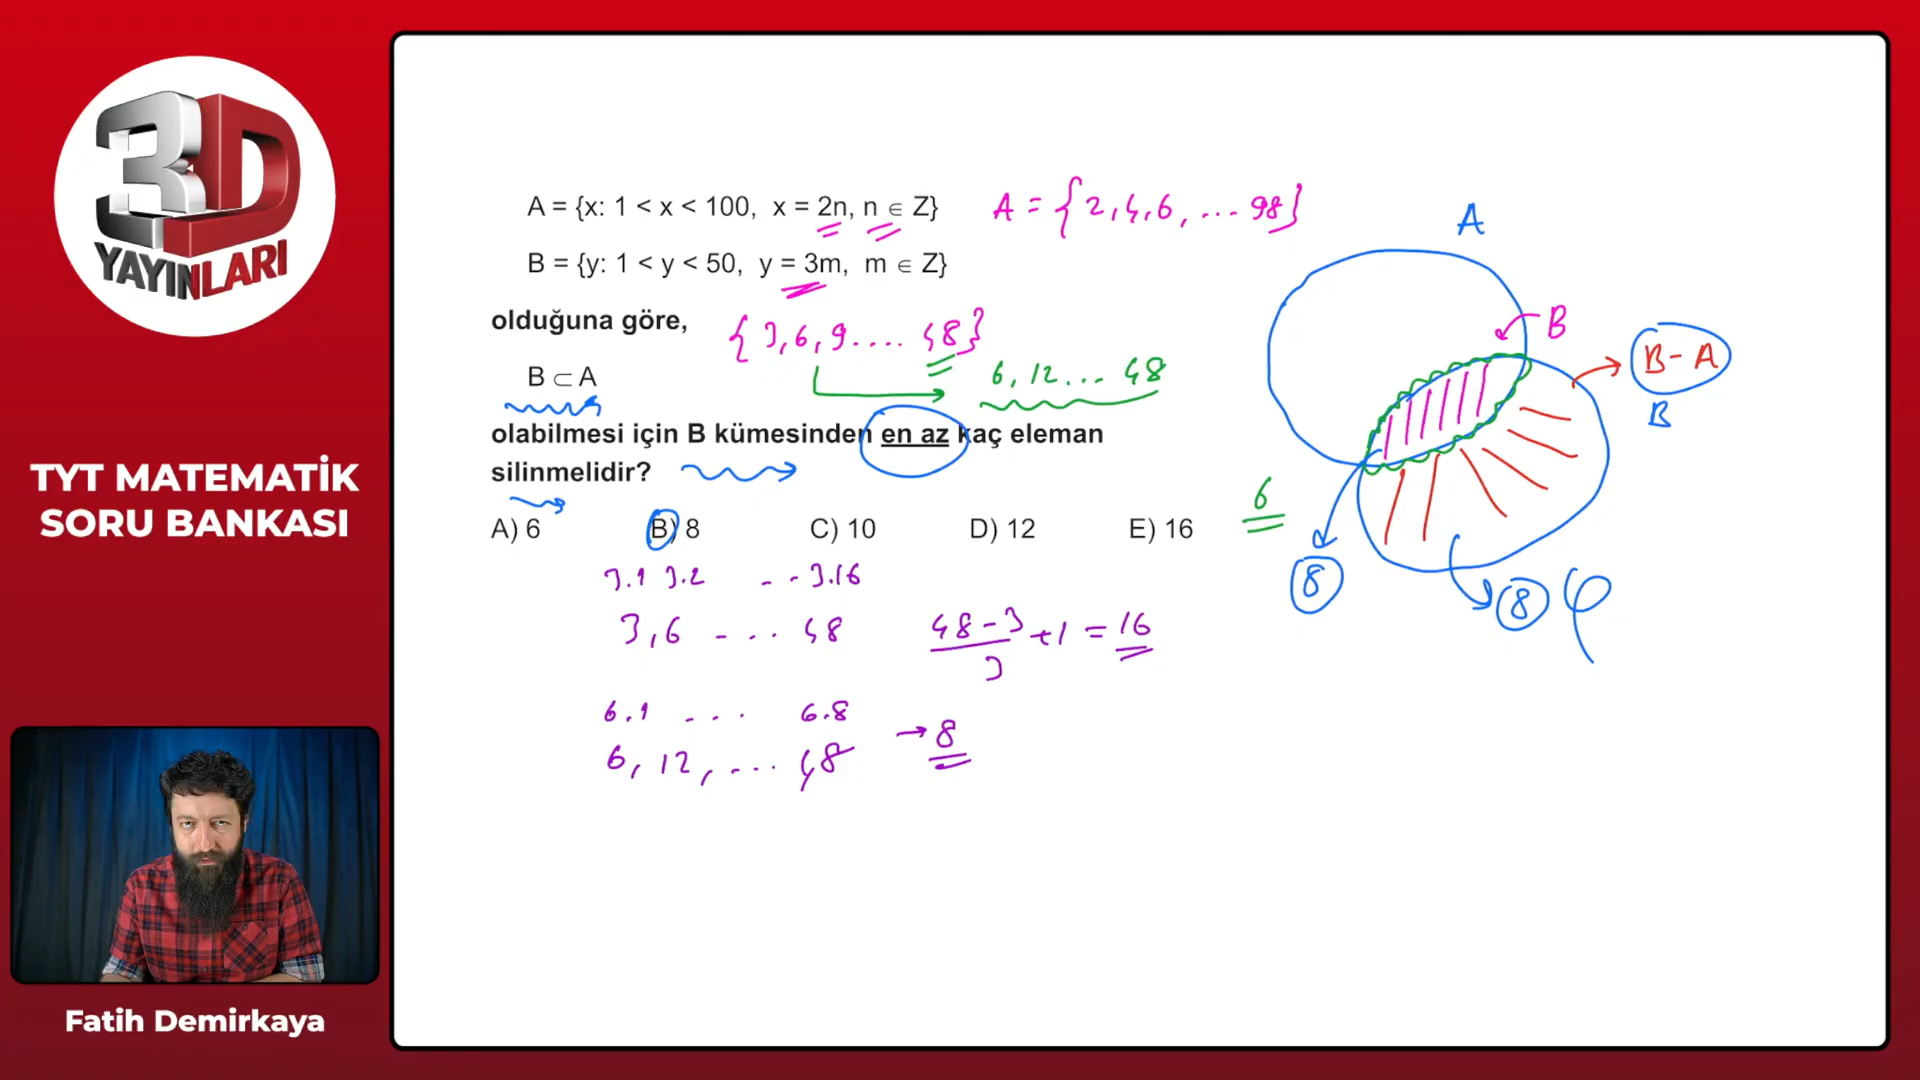 3D
YAYINLARI
TYT MATEMATİK
SORU BANKASI
Fatih Demirkaya
A = {x: 1 < x < 100, x = 2n, n ∈ Z}
A = {2, 4, 6, ... 98}
B = {y: 1 < y < 50, y = 3m, m ∈ Z}
olduğuna göre,
{3, 6, 9 .... 48}
B ⊂ A
6, 12 ... 48
olabilmesi için B kümesinden en az kaç eleman
silinmelidir?
A) 6 B) 8 C) 10 D) 12 E) 16
3.1 3.2 ... 3.16
3, 6 - ... 48
48 - 3 / 3 + 1 = 16
6.1 ... 6.8
6, 12, ... 48
→ 8
A
B
B - A
B
6
8
8